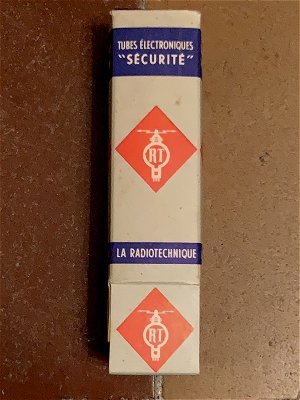 TUBES ÉLECTRONIQUES
"SÉCURITÉ"
RT
LA RADIOTECHNIQUE
RT